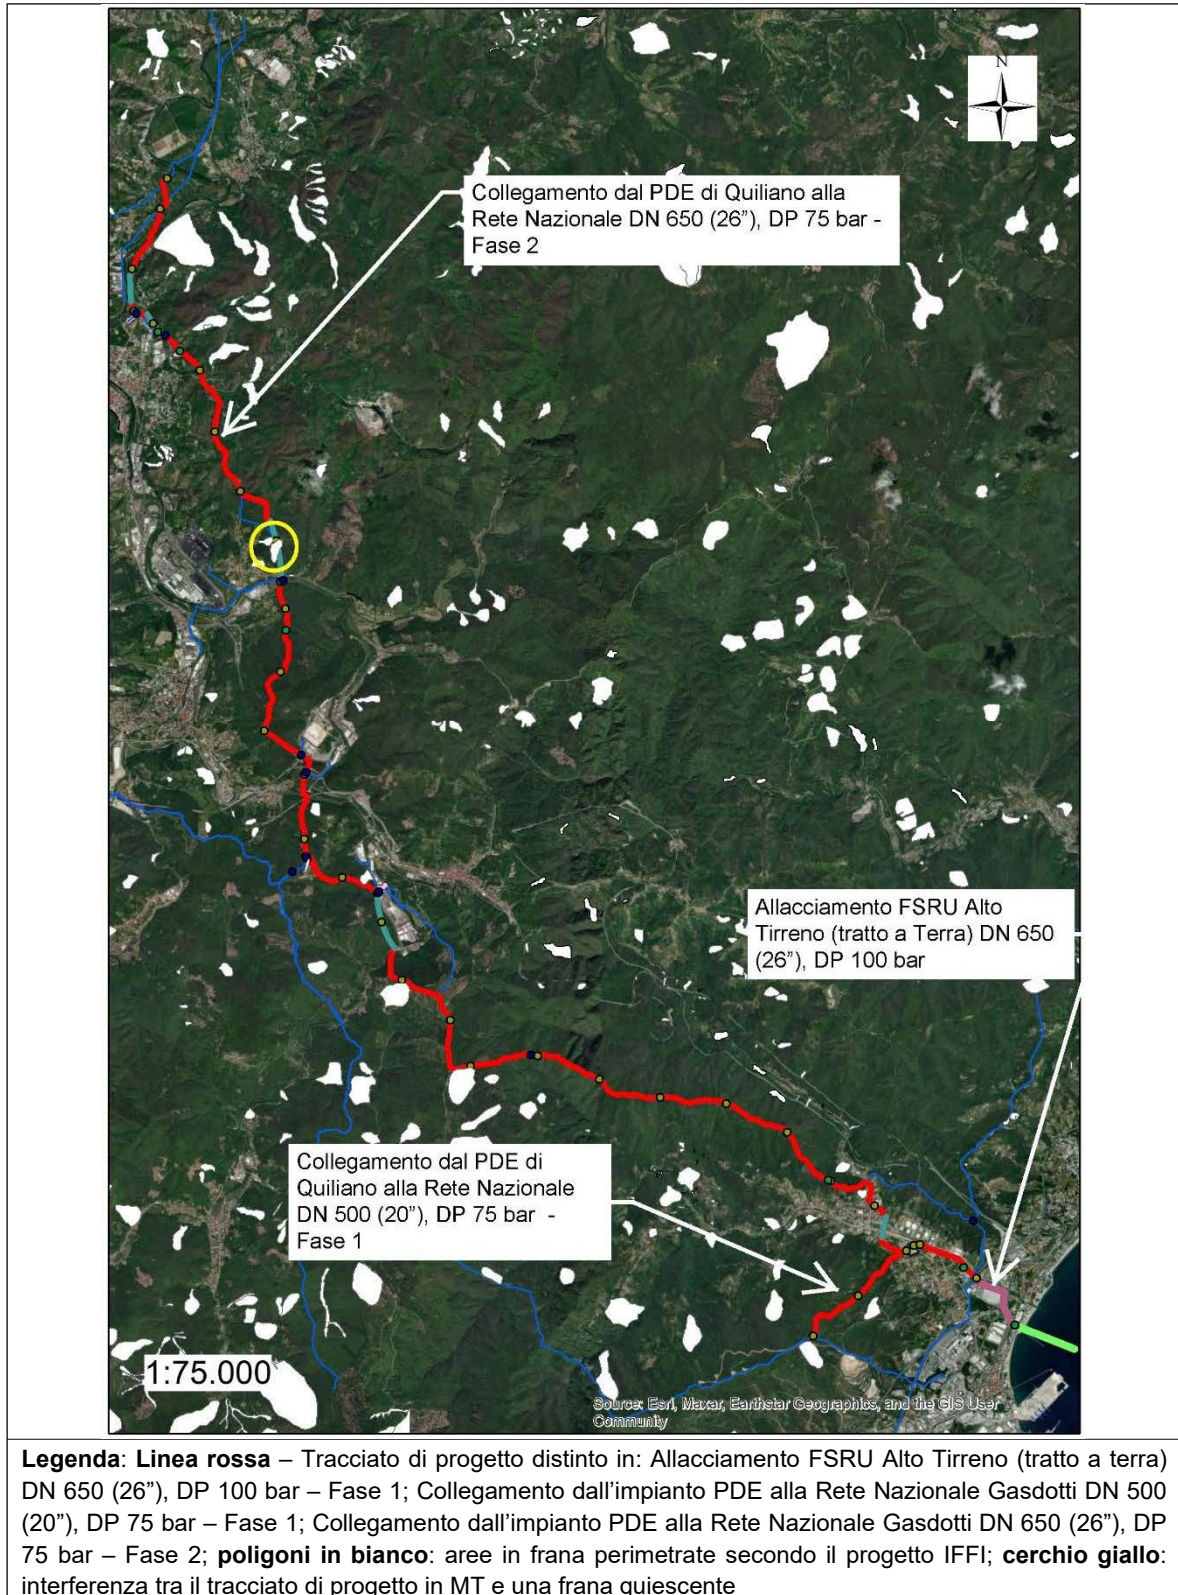 N
Collegamento dal PDE di Quiliano alla
Rete Nazionale DN 650 (26”), DP 75 bar -
Fase 2
Allacciamento FSRU Alto
Tirreno (tratto a Terra) DN 650
(26”), DP 100 bar
Collegamento dal PDE di
Quiliano alla Rete Nazionale
DN 500 (20”), DP 75 bar -
Fase 1
1:75.000
Source: Esri, Maxar, Earthstar Geographics, and the GIS User
Community
Legenda: Linea rossa – Tracciato di progetto distinto in: Allacciamento FSRU Alto Tirreno (tratto a terra)
DN 650 (26”), DP 100 bar – Fase 1; Collegamento dall’impianto PDE alla Rete Nazionale Gasdotti DN 500
(20”), DP 75 bar – Fase 1; Collegamento dall’impianto PDE alla Rete Nazionale Gasdotti DN 650 (26”), DP
75 bar – Fase 2; poligoni in bianco: aree in frana perimetrate secondo il progetto IFFI; cerchio giallo:
interferenza tra il tracciato di progetto in MT e una frana quiescente